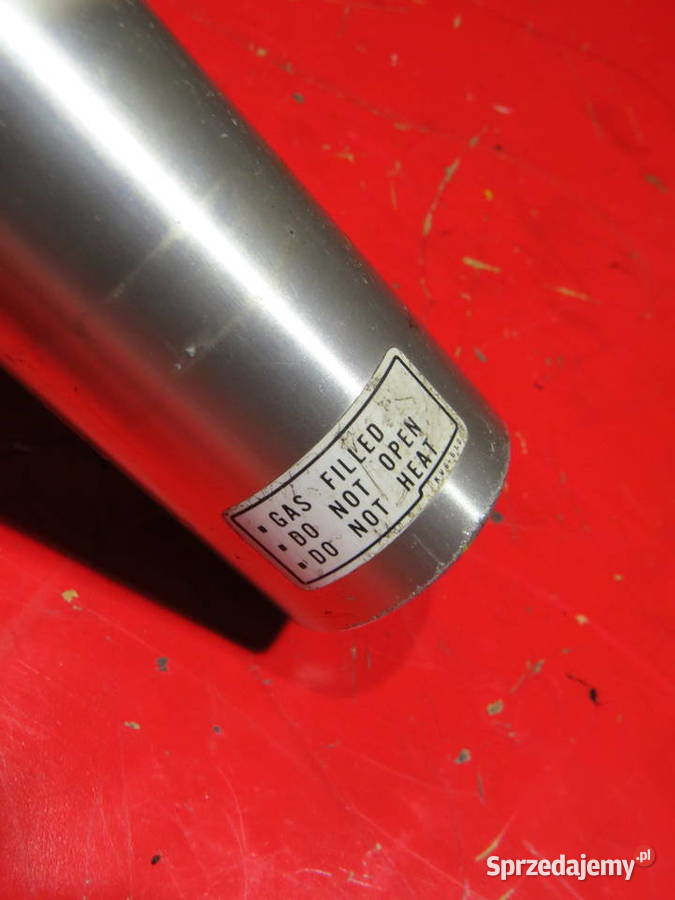 GAS FILLED
DO NOT OPEN
DO NOT HEAT
Sprzedajemy.pl